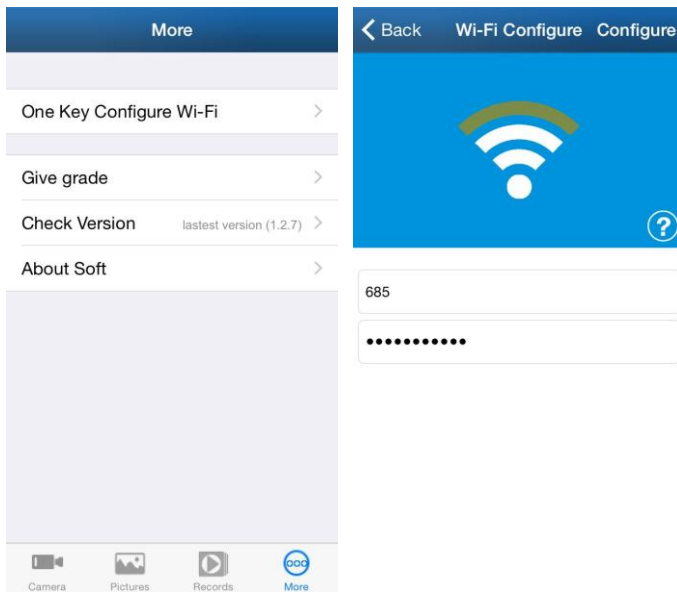 More
One Key Configure Wi-Fi
Give grade
Check Version lastest version (1.2.7)
About Soft
Camera Pictures Records More
Back Wi-Fi Configure Configure
?
685
•••••••••••